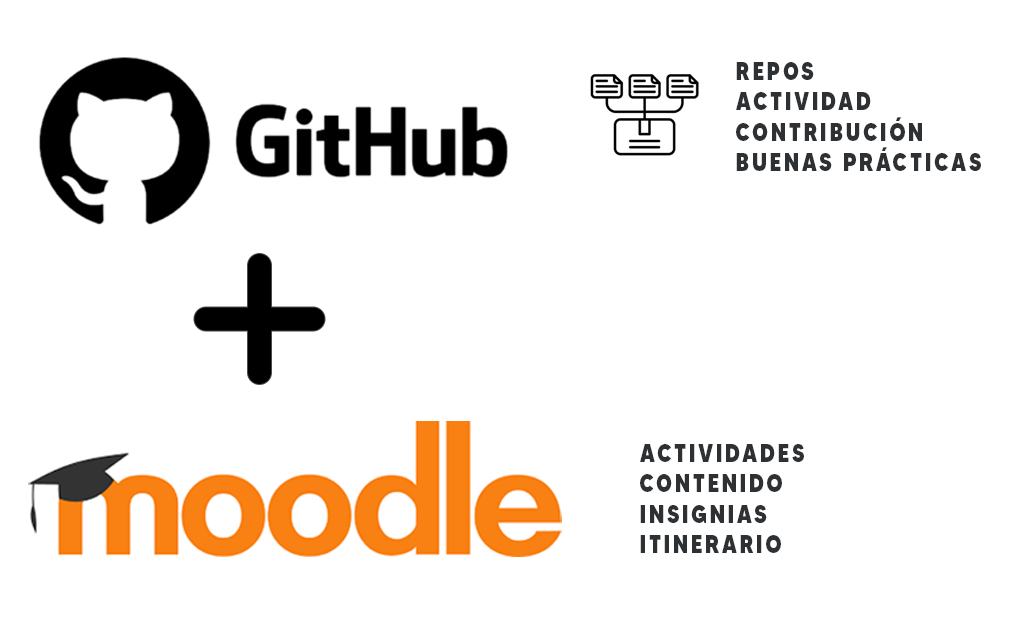 GitHub
REPOS
ACTIVIDAD
CONTRIBUCIÓN
BUENAS PRÁCTICAS
moodle
ACTIVIDADES
CONTENIDO
INSIGNIAS
ITINERARIO